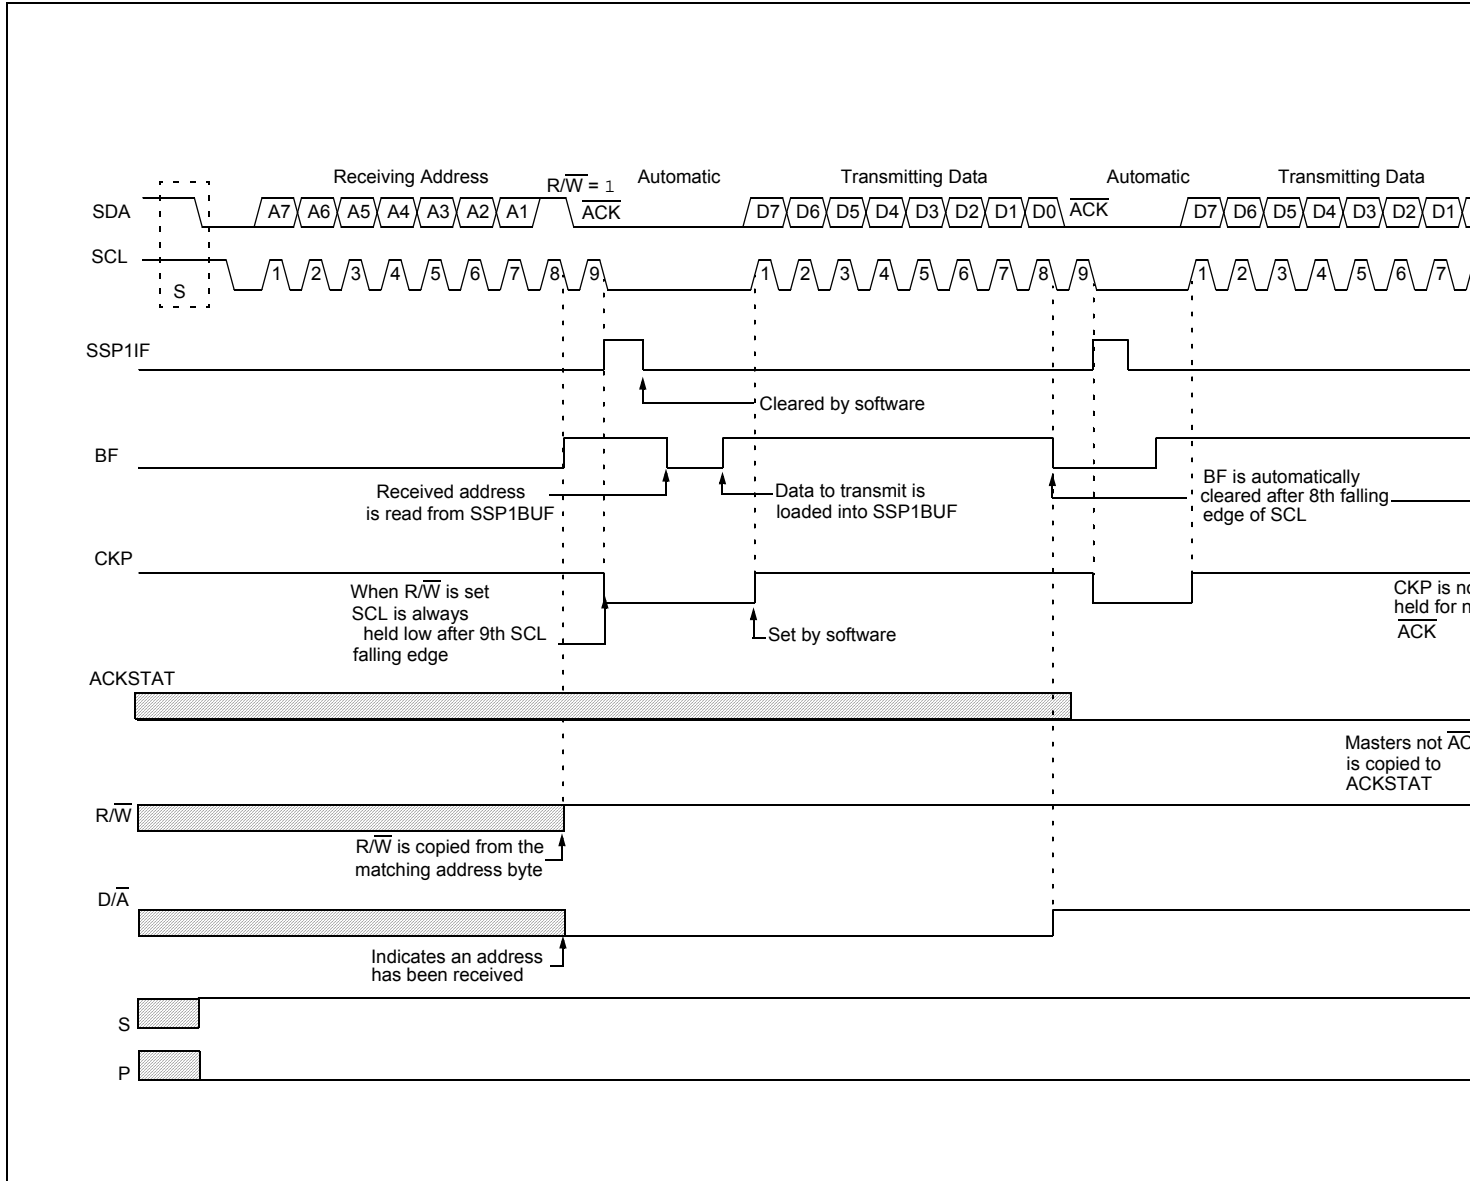 Receiving Address
R/W = 1
Automatic
Transmitting Data
Automatic
Transmitting Data
SDA
A7 A6 A5 A4 A3 A2 A1 ACK D7 D6 D5 D4 D3 D2 D1 D0 ACK D7 D6 D5 D4 D3 D2 D1
SCL
1 2 3 4 5 6 7 8 9 1 2 3 4 5 6 7 8 9 1 2 3 4 5 6 7
S
SSP1IF
Cleared by software
BF
Received address
is read from SSP1BUF
Data to transmit is
loaded into SSP1BUF
BF is automatically
cleared after 8th falling
edge of SCL
CKP
When R/W is set
SCL is always
held low after 9th SCL
falling edge
Set by software
CKP is
held for
ACK
ACKSTAT
Masters not
is copied to
ACKSTAT
R/W
R/W is copied from the
matching address byte
D/A
Indicates an address
has been received
S
P